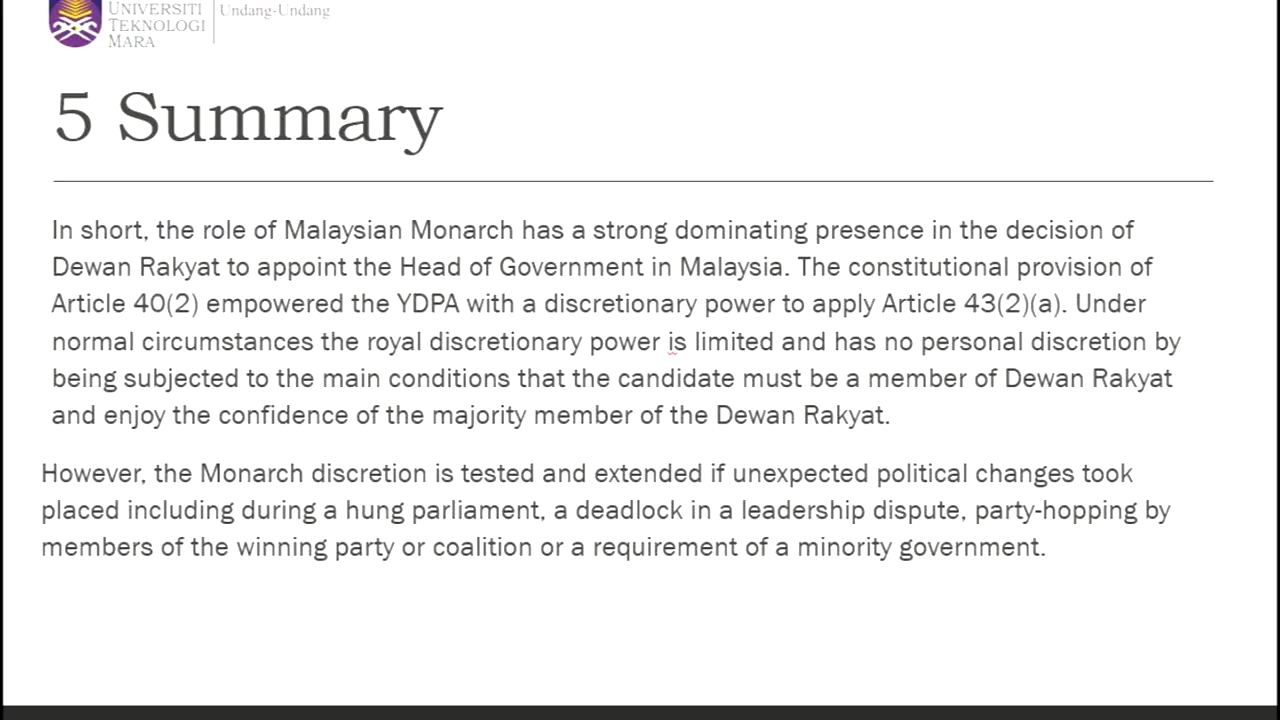 UNIVERSITI
TEKNOLOGI
MARA
Undang-Undang
5 Summary
In short, the role of Malaysian Monarch has a strong dominating presence in the decision of
Dewan Rakyat to appoint the Head of Government in Malaysia. The constitutional provision of
Article 40(2) empowered the YDPA with a discretionary power to apply Article 43(2)(a). Under
normal circumstances the royal discretionary power is limited and has no personal discretion by
being subjected to the main conditions that the candidate must be a member of Dewan Rakyat
and enjoy the confidence of the majority member of the Dewan Rakyat.
However, the Monarch discretion is tested and extended if unexpected political changes took
placed including during a hung parliament, a deadlock in a leadership dispute, party-hopping by
members of the winning party or coalition or a requirement of a minority government.